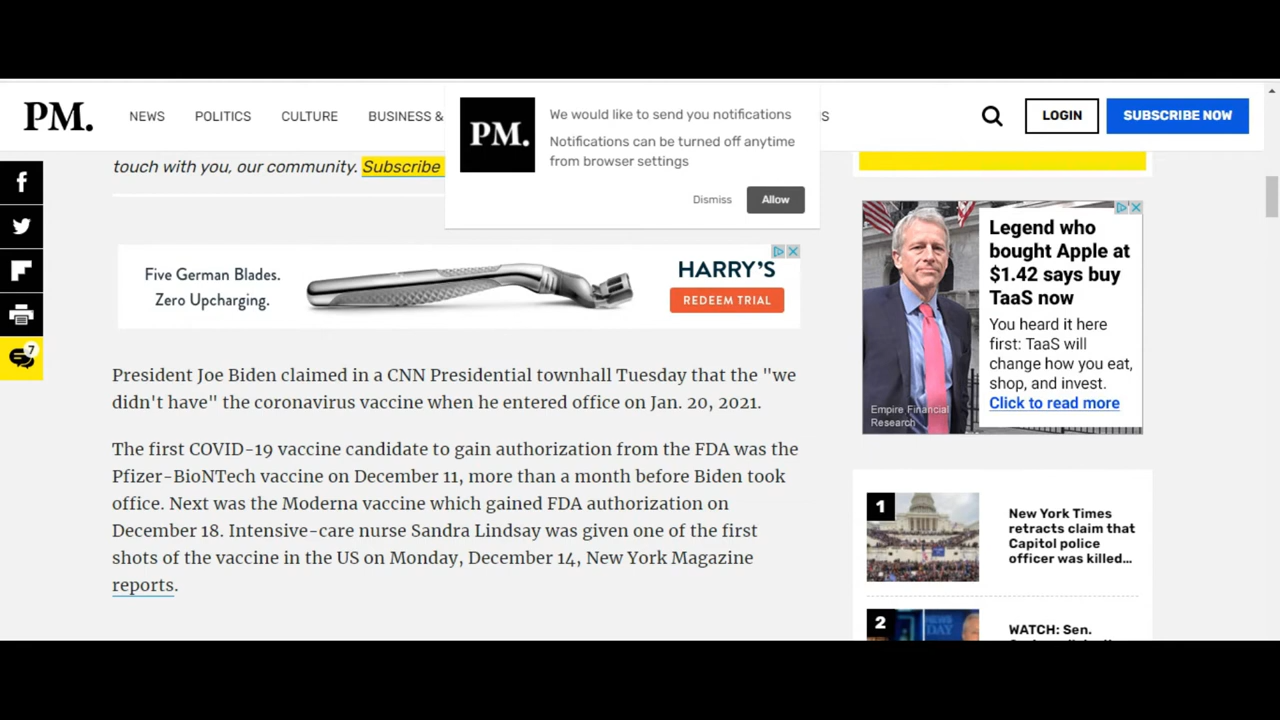 PM.
NEWS
POLITICS
CULTURE
BUSINESS &
We would like to send you notifications
PM.
Notifications can be turned off anytime
from browser settings
Dismiss
Allow
S
LOGIN
SUBSCRIBE NOW
touch with you, our community. Subscribe
7
Five German Blades.
Zero Upcharging.
HARRY'S
REDEEM TRIAL
President Joe Biden claimed in a CNN Presidential townhall Tuesday that the "we
didn't have" the coronavirus vaccine when he entered office on Jan. 20, 2021.
The first COVID-19 vaccine candidate to gain authorization from the FDA was the
Pfizer-BioNTech vaccine on December 11, more than a month before Biden took
office. Next was the Moderna vaccine which gained FDA authorization on
December 18. Intensive-care nurse Sandra Lindsay was given one of the first
shots of the vaccine in the US on Monday, December 14, New York Magazine
reports.
Legend who
bought Apple at
$1.42 says buy
TaaS now
You heard it here
first: TaaS will
change how you eat,
shop, and invest.
Click to read more
Empire Financial
Research
1
New York Times
retracts claim that
Capitol police
officer was killed...
2
WATCH: Sen.